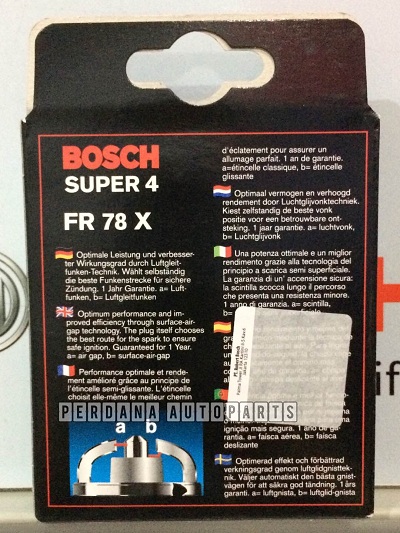 BOSCH
SUPER 4
FR 78 X
Optimale Leistung und verbesser-
ter Wirkungsgrad durch Luftgleit-
funken-Technik. Wählt selbständig
die beste Funkenstrecke für sichere
Zündung. 1 Jahr Garantie. a= Luft-
funken, b= Luftgleitfunken
Optimum performance and im-
proved efficiency through surface-air-
gap technology. The plug itself chooses
the best route for the spark to ensure
safe ignition. Guaranteed for 1 Year.
a= air gap, b= surface-air-gap
Performance optimale et rende-
ment amélioré grâce au principe de
l'étincelle semi-glissante. L'étincelle
choisit elle-même le meilleur chemin
a b
d'éclatement pour assurer un
allumage parfait. 1 an de garantie.
a=étincelle classique, b= étincelle
glissante
Optimaal vermogen en verhoogd
rendement door Luchtglijvonktechniek.
Kiest zelfstandig de beste vonk
positie voor een betrouwbare ont-
steking. 1 jaar garantie. a= luchtvonk,
b= Luchtglijvonk
Una potenza ottimale e un miglior
rendimento grazie alla tecnologia del
principio a scarica semi superficiale.
La garanzia di un' accensione sicura:
la scintilla scocca lungo il percorso
che presenta una resistenza minore.
1 anno di garanzia. a= scintilla,
PT. Robert Bosch
ignição mais segura. 1 ano de ga-
rantia. a= faísca aérea, b= faísca
deslizante
Optimerad effekt och förbättrad
verkningsgrad genom luftglidgnisttek-
nik. Väljer automatiskt den bästa gnist-
vägen för att säkra god tändning. 1 års
garanti. a= luftgnista, b= luftglid-gnista
PERDANA AUTOPARTS